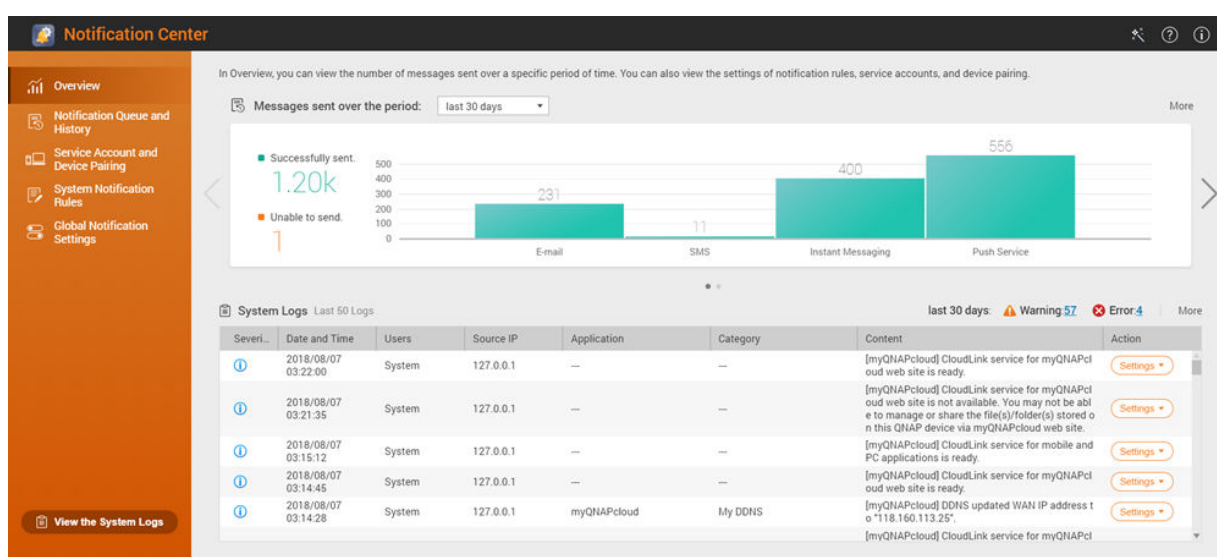 Notification Center
Overview
Notification Queue and
History
Service Account and
Device Pairing
System Notification
Rules
Global Notification
Settings
View the System Logs
In Overview, you can view the number of messages sent over a specific period of time. You can also view the settings of notification rules, service accounts, and device pairing.
Messages sent over the period: last 30 days More
Successfully sent.
1.20k
Unable to send.
1
500
400
300
200
100
0
231
11
400
556
E-mail SMS Instant Messaging Push Service
System Logs Last 50 Logs last 30 days: Warning:57 Error:4 More
Severi... Date and Time Users Source IP Application Category Content Action
2018/08/07
03:22:00
System 127.0.0.1 --- ---
[myQNAPcloud] CloudLink service for myQNAPcl
oud web site is ready.
Settings
2018/08/07
03:21:35
System 127.0.0.1 --- ---
[myQNAPcloud] CloudLink service for myQNAPcl
oud web site is not available. You may not be abl
e to manage or share the file(s)/folder(s) stored o
n this QNAP device via myQNAPcloud web site.
Settings
2018/08/07
03:15:12
System 127.0.0.1 --- ---
[myQNAPcloud] CloudLink service for mobile and
PC applications is ready.
Settings
2018/08/07
03:14:45
System 127.0.0.1 --- ---
[myQNAPcloud] CloudLink service for myQNAPcl
oud web site is ready.
Settings
2018/08/07
03:14:28
System 127.0.0.1 myQNAPcloud My DDNS
[myQNAPcloud] DDNS updated WAN IP address t
o "118.160.113.25".
Settings
[myQNAPcloud] CloudLink service for myQNAPcl